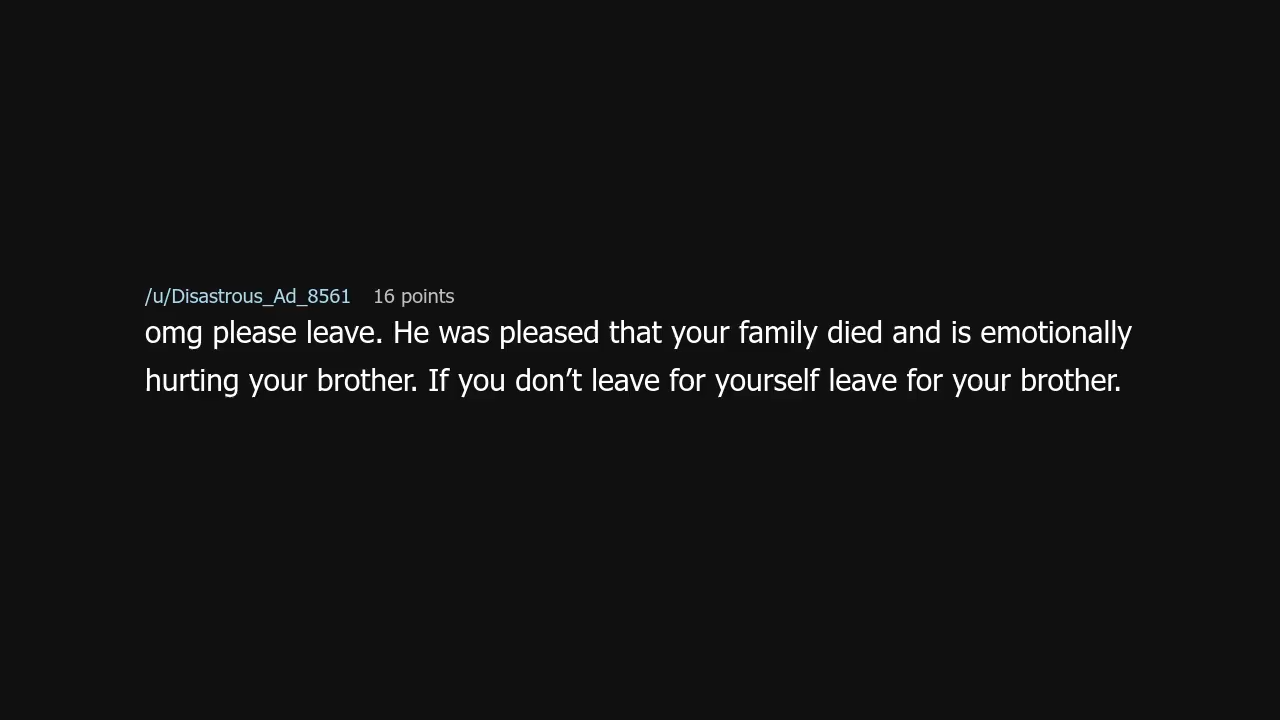 /u/Disastrous_Ad_8561 16 points
omg please leave. He was pleased that your family died and is emotionally
hurting your brother. If you don’t leave for yourself leave for your brother.